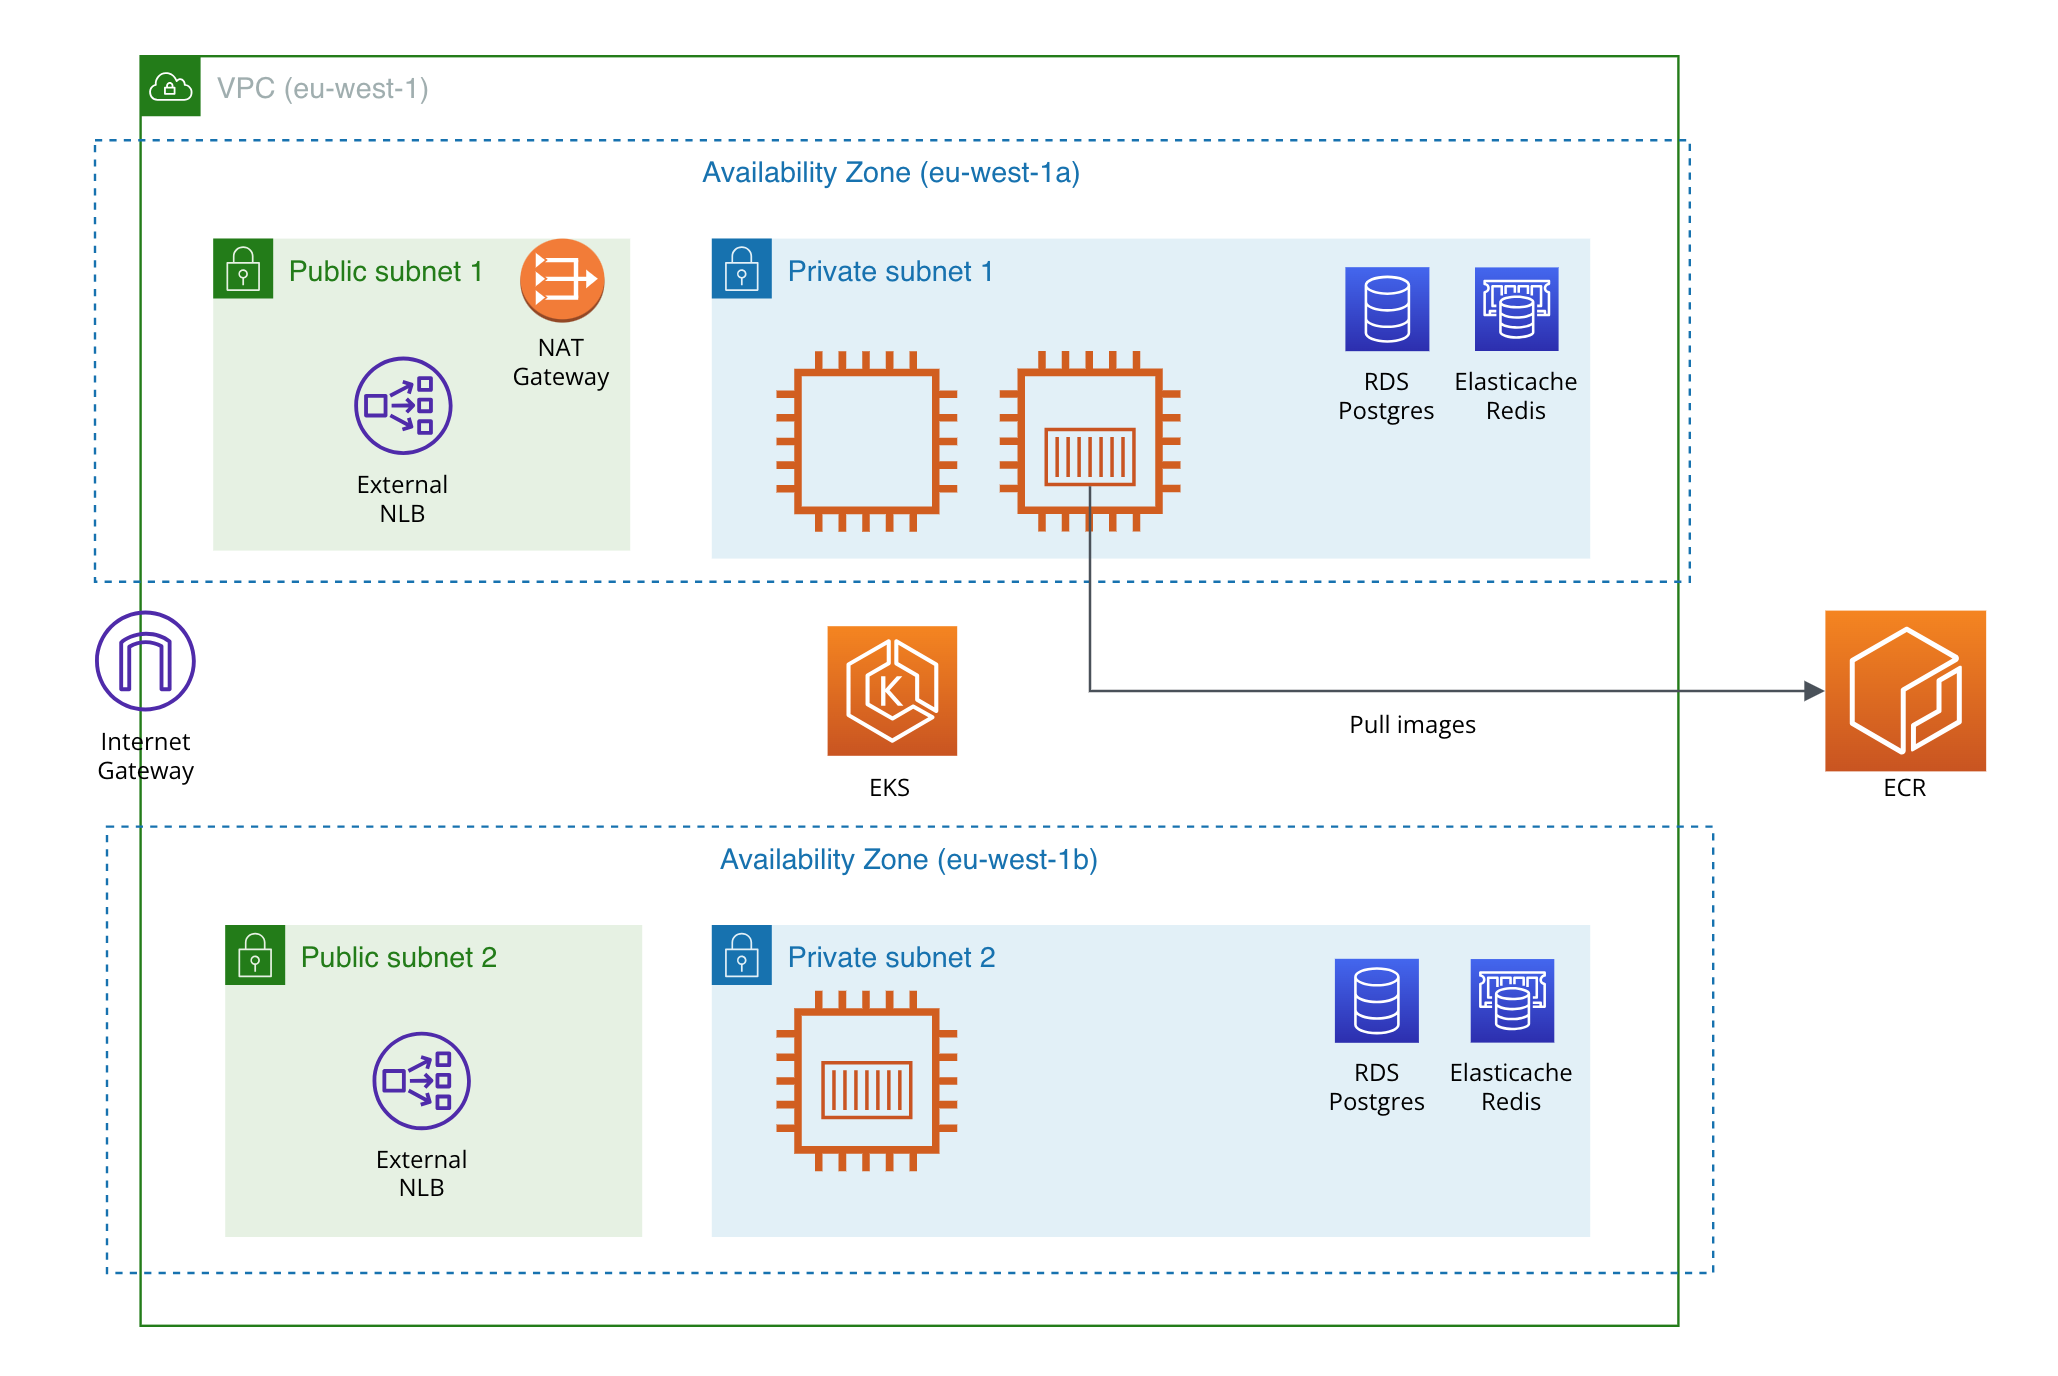 VPC (eu-west-1)
Availability Zone (eu-west-1a)
Public subnet 1
NAT
Gateway
External
NLB
Private subnet 1
RDS
Postgres
Elasticache
Redis
Internet
Gateway
K
EKS
Pull images
ECR
Availability Zone (eu-west-1b)
Public subnet 2
External
NLB
Private subnet 2
RDS
Postgres
Elasticache
Redis